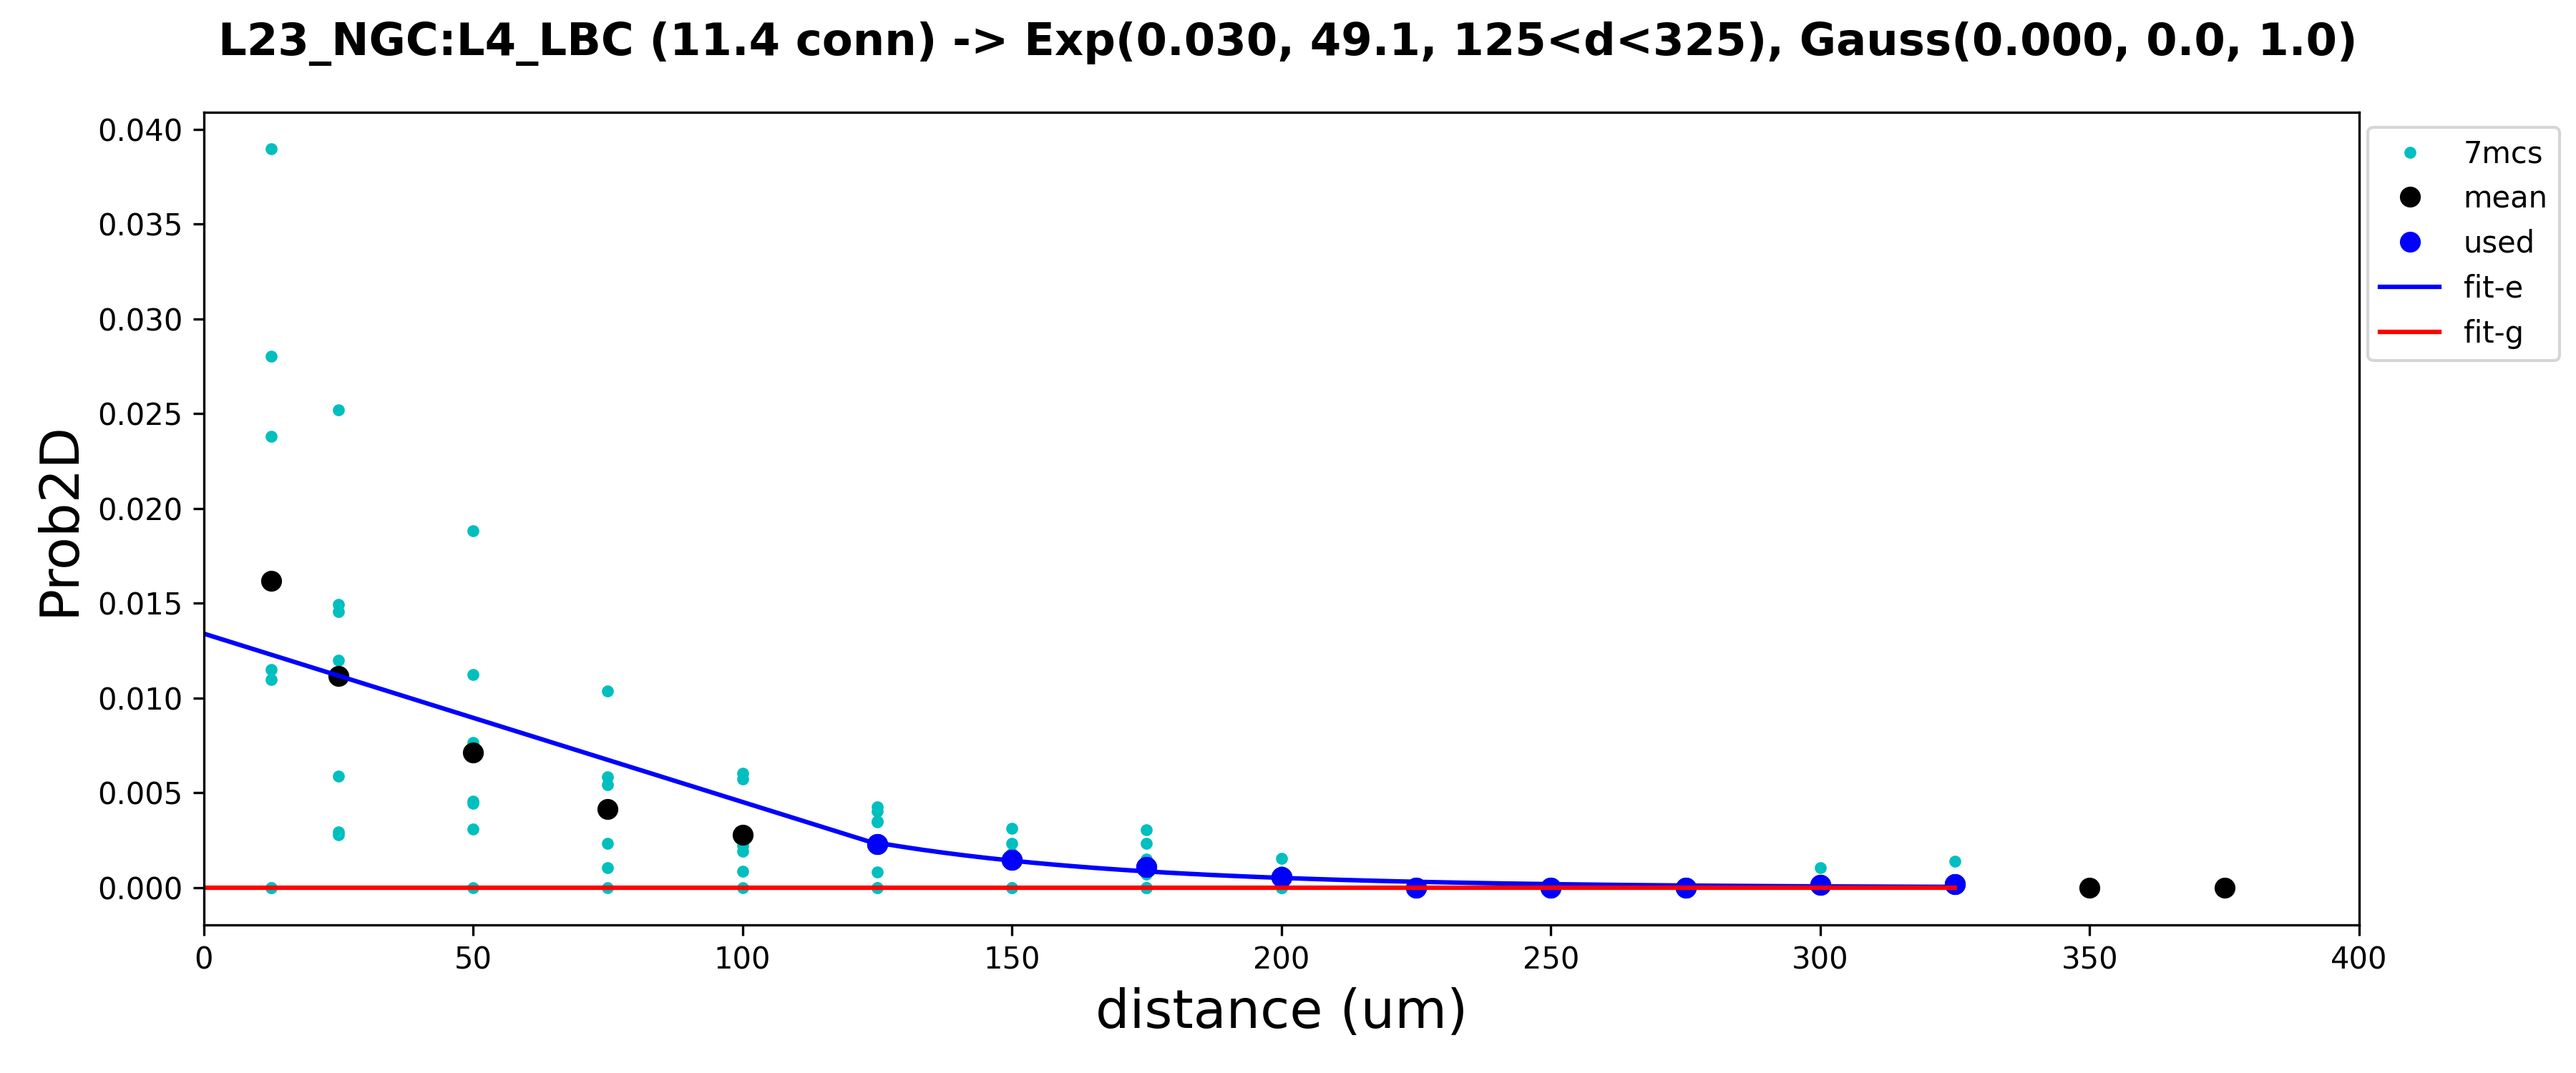 L23_NGC:L4_LBC (11.4 conn) -> Exp(0.030, 49.1, 125<d<325), Gauss(0.000, 0.0, 1.0)
0.040
0.035
0.030
0.025
0.020
0.015
0.010
0.005
0.000
Prob2D
0 50 100 150 200 250 300 350 400
distance (um)
7mcs
mean
used
fit-e
fit-g